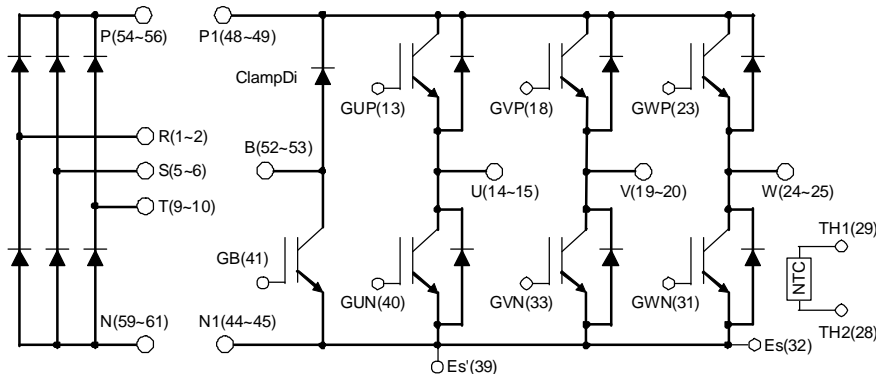 P(54~56)
P1(48~49)
ClampDi
GUP(13)
GVP(18)
GWP(23)
R(1~2)
B(52~53)
S(5~6)
U(14~15)
V(19~20)
W(24~25)
T(9~10)
TH1(29)
GB(41)
NTC
GUN(40)
GVN(33)
GWN(31)
N(59~61)
N1(44~45)
TH2(28)
Es(32)
Es'(39)